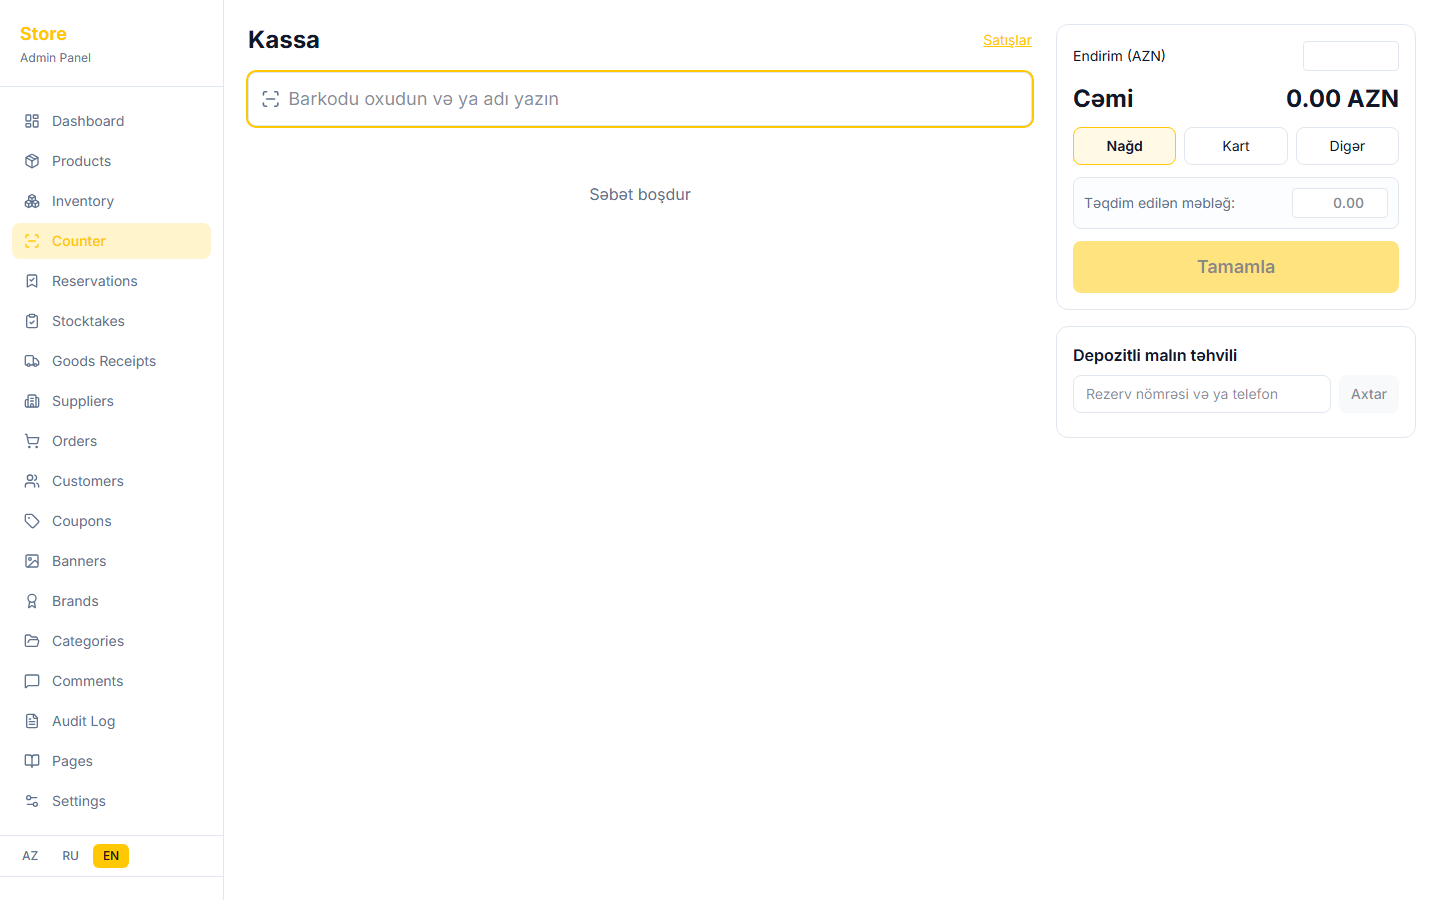 Store
Admin Panel
Dashboard
Products
Inventory
Counter
Reservations
Stocktakes
Goods Receipts
Suppliers
Orders
Customers
Coupons
Banners
Brands
Categories
Comments
Audit Log
Pages
Settings
AZ RU EN
Kassa
Satışlar
Barkodu oxudun və ya adı yazın
Səbət boşdur
Endirim (AZN)
Cəmi 0.00 AZN
Nağd Kart Digər
Təqdim edilən məbləğ: 0.00
Tamamla
Depozitli malın təhvili
Rezerv nömrəsi və ya telefon Axtar